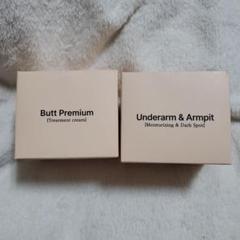 Butt Premium
[Treatment cream]
Underarm & Armpit
[Moisturizing & Dark Spot]